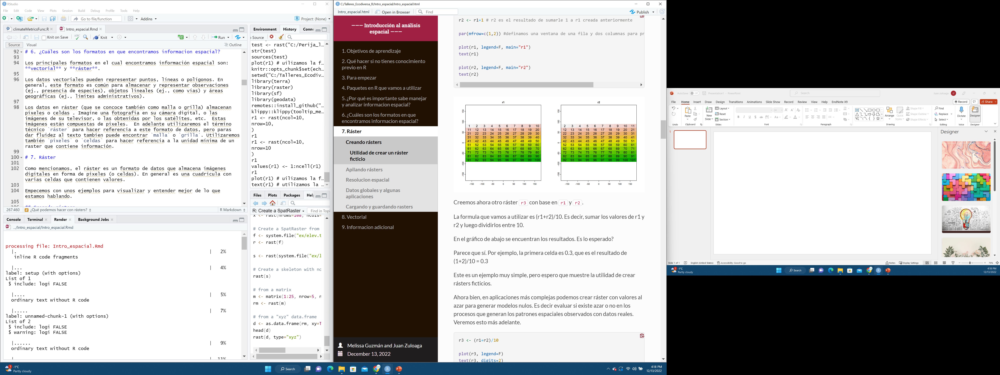 RStudio
File Edit Code View Plots Session Build Debug Profile Tools Help
Go to file/function Addins Project: (None)
climateMetricsFunc.R Intro_espacial.Rmd
Knit on Save ABC Knit Run
Source Visual Outline
92 # 6. ¿Cuáles son los formatos en que encontramos informacion espacial?
93
94 Los principales formatos en el cual encontramos información espacial son:
**vectorial** y **ráster**.
95
96 Los datos vectoriales pueden representar puntos, líneas o polígonos. En
general, este formato es común para almacenar y representar observaciones
(ej., presencia de especies), objetos lineales (ej., como vías) y áreas
geográficas (ej., límites administrativos).
97
98 Los datos en ráster (que se concoce también como malla o grilla) almacenan
pixeles o celdas . Imagine una fotografía en su cámara digital, o las
imágenes de su televisor, o las obtenidas por los satélites, etc. Estas
imágenes están compuestas de pixeles. En adelante utilizaremos el término
técnico `ráster` para hacer referencia a este formato de datos, pero paras
dar fluidez al texto tambien puede encontrar `malla` o `grilla`. Utilizaremos
también `pixeles` o `celdas` para hacer referencia a la unidad mínima de un
raster que contiene información.
99
100 # 7. Ráster
101
102 Como mencionamos, el ráster es un formato de datos que almacena imágenes
digitales en forma de pixeles (o celdas). En general es una cuadricula con
varias celdas que contienen valores.
103
104 Empecemos con unos ejemplos para visualizar y entender mejor de lo que
estamos hablando.
105
267:460 ¿Qué podemos hacer con rásters? R Markdown
Console Terminal Render Background Jobs
.../Intro_espacial/Intro_espacial.Rmd
processing file: Intro_espacial.Rmd
|. | 2%
inline R code fragments
|... | 4%
label: setup (with options)
List of 1
$ include: logi FALSE
|.... | 5%
ordinary text without R code
|..... | 7%
label: unnamed-chunk-1 (with options)
List of 2
$ include: logi FALSE
$ warning: logi FALSE
|...... | 9%
ordinary text without R code
| | 11%
Environment History Conn
Source
test <- rast("C:/Perija_l...
str(test)
sources(test)
plot(r1) # uilizamos la f...
knitr::opts_chunk$set(ech...
setwd("C:/Talleres_Ecodiv...
library(terra)
library(raster)
library(sf)
library(geodata)
remotes::install_github("...
klippy::klippy(tooltip_me...
r1 <- rast(ncol=10,
nrow=10,
)
r1
r1 <- rast(ncol=10,
nrow=10
)
r1
values(r1) <- 1:ncell(r1)
r1
plot(r1) # uilizamos la f...
text(r1) # utilizamos la ...
Files Plots Packages Hel
R: Create a SpatRaster Find in Topi
x <- rast(nrows=108, ncols=
# Create a SpatRaster from
f <- system.file("ex/elev.t
r <- rast(f)
s <- rast(system.file("ex/l
# Create a skeleton with no
rast(s)
# from a matrix
m <- matrix(1:25, nrow=5, n
rm <- rast(m)
# from a "xyz" data.frame
d <- as.data.frame(rm, xy=T
head(d)
rast(d, type="xyz")
C:/Talleres_Ecodiversa_R/Intro_espacial/Intro_espacial.html
Intro_espacial.html Open in Browser Find Publish
——— Introducción al análisis
espacial ———
1. Objetivos de aprendizaje
2. Qué hacer si no tienes conocimiento
previo en R
3. Para empezar
4. Paquetes en R que vamos a utilizar
5. ¿Por qué es importante sabe manejar
y analizar informacion espacial?
6. ¿Cuáles son los formatos en que
encontramos informacion espacial?
7. Ráster
Creando rásters
Utilidad de crear un ráster
ficticio
Apilando rásters
Resolucion espacial
Datos globales y algunas
aplicaciones
Cargando y guardando rasters
8. Vectorial
9. Informacion adicional
Melissa Guzmán and Juan Zuloaga
December 13, 2022
r2 <- r1+1 # r2 es el resultado de sumarle 1 a r1 creada anteriormente
par(mfrow=c(1,2)) #definamos una ventana de una fila y dos columnas para pr
plot(r1, legend=F, main="r1")
text(r1)
plot(r2, legend=F, main="r2")
text(r2)
r1
150
100
50
0
-50
-100
-150
1 2 3 4 5 6 7 8 9 10
11 12 13 14 15 16 17 18 19 20
21 22 23 24 25 26 27 28 29 30
31 32 33 34 35 36 37 38 39 40
41 42 43 44 45 46 47 48 49 50
51 52 53 54 55 56 57 58 59 60
61 62 63 64 65 66 67 68 69 70
71 72 73 74 75 76 77 78 79 80
81 82 83 84 85 86 87 88 89 90
91 92 93 94 95 96 97 98 99 100
-150 -100 -50 0 50 100 150
r2
150
100
50
0
-50
-100
-150
2 3 4 5 6 7 8 9 10 11
12 13 14 15 16 17 18 19 20 21
22 23 24 25 26 27 28 29 30 31
32 33 34 35 36 37 38 39 40 41
42 43 44 45 46 47 48 49 50 51
52 53 54 55 56 57 58 59 60 61
62 63 64 65 66 67 68 69 70 71
72 73 74 75 76 77 78 79 80 81
82 83 84 85 86 87 88 89 90 91
92 93 94 95 96 97 98 99 100 101
-150 -100 -50 0 50 100 150
Creemos ahora otro ráster r3 con base en r1 y r2 .
La formula que vamos a utilizar es (r1+r2)/10. Es decir, sumar los valores de r1 y
r2 y luego dividirlos entre 10.
En el gráfico de abajo se encuentran los resultados. Es lo esperado?
Parece que sí. Por ejemplo, la primera celda es 0.3, que es el resultado de
(1+2)/10 = 0.3
Este es un ejemplo muy simple, pero espero que muestre la utilidad de crear
rásters ficticios.
Ahora bien, en aplicaciones más complejas podemos crear ráster con valores al
azar para generar modelos nulos. Es decir evaluar si existe azar o no en los
procesos que generan los patrones espaciales observados con datos reales.
Veremos esto más adelante.
r3 <- (r1+r2)/10
plot(r3, legend=F)
text(r3, digits=2)
AutoSave Off Presentation1 - PowerPoint Search juan zuloaga JZ
File Home Insert Draw Design Transitions Animations Slide Show Record Review View Help EndNote X9 Record Share
Undo
Paste
Clipboard
New
Slide
Layout
Reset
Section
Slides
24
Font
Paragraph
Arrange
Quick
Styles
Shape Fill
Shape Outline
Shape Effects
Drawing
Find
Replace
Select
Editing
Dictate
Voice
Designer
Designer
1
Designer
Slide 1 of 1 English (United States) Accessibility: Good to go Notes Display Settings 79%
-1°C
Partly cloudy
Search
4:18 PM
12/13/2022
-1°C
Partly cloudy
Search
4:18 PM
12/13/2022